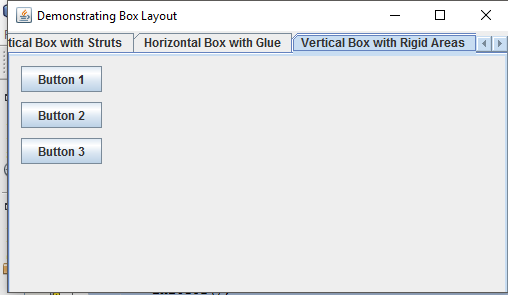 Demonstrating Box Layout
tical Box with Struts Horizontal Box with Glue Vertical Box with Rigid Areas
Button 1
Button 2
Button 3